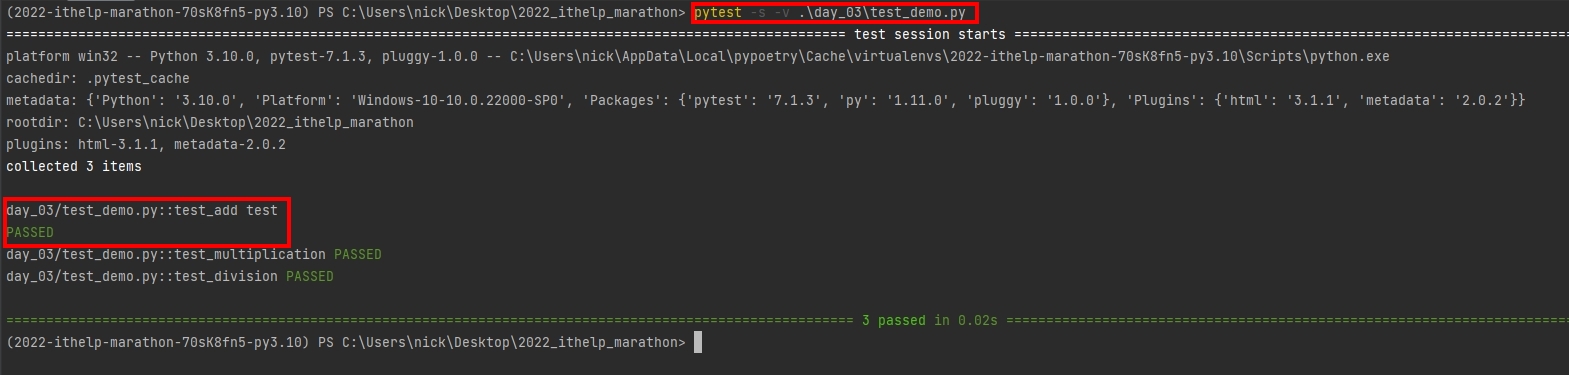 (2022-ithelp-marathon-70sK8fn5-py3.10) PS C:\Users\nick\Desktop\2022_ithelp_marathon> pytest -s -v .\day_03\test_demo.py
========================================================================================================= test session starts =====================================================================
platform win32 -- Python 3.10.0, pytest-7.1.3, pluggy-1.0.0 -- C:\Users\nick\AppData\Local\pypoetry\Cache\virtualenvs\2022-ithelp-marathon-70sK8fn5-py3.10\Scripts\python.exe
cachedir: .pytest_cache
metadata: {'Python': '3.10.0', 'Platform': 'Windows-10-10.0.22000-SP0', 'Packages': {'pytest': '7.1.3', 'py': '1.11.0', 'pluggy': '1.0.0'}, 'Plugins': {'html': '3.1.1', 'metadata': '2.0.2'}}
rootdir: C:\Users\nick\Desktop\2022_ithelp_marathon
plugins: html-3.1.1, metadata-2.0.2
collected 3 items
day_03/test_demo.py::test_add test
PASSED
day_03/test_demo.py::test_multiplication PASSED
day_03/test_demo.py::test_division PASSED
========================================================================================================== 3 passed in 0.02s ======================================================================
(2022-ithelp-marathon-70sK8fn5-py3.10) PS C:\Users\nick\Desktop\2022_ithelp_marathon>